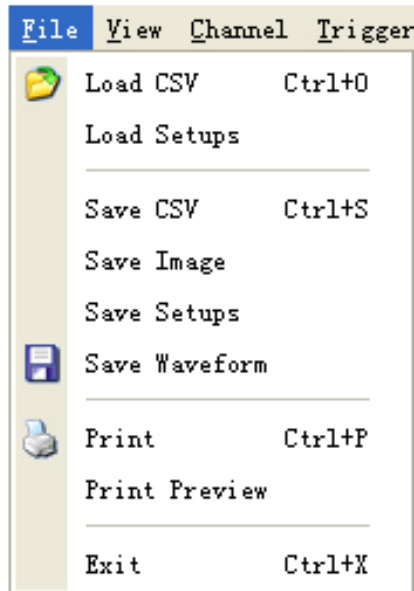 File View Channel Trigger
Load CSV Ctrl+O
Load Setups
Save CSV Ctrl+S
Save Image
Save Setups
Save Waveform
Print Ctrl+P
Print Preview
Exit Ctrl+X